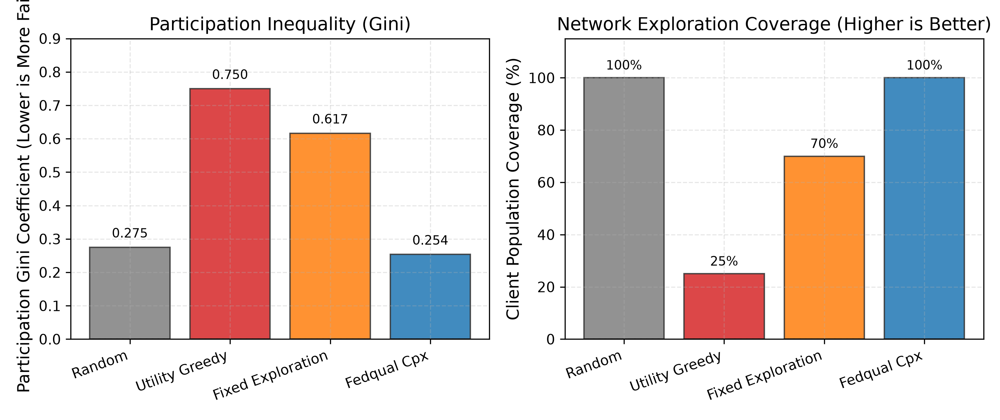 Participation Inequality (Gini)
Participation Gini Coefficient (Lower is More Fai
0.9
0.8
0.7
0.6
0.5
0.4
0.3
0.2
0.1
0.0
0.275
0.750
0.617
0.254
Random
Utility Greedy
Fixed Exploration
Fedqual Cpx
Network Exploration Coverage (Higher is Better)
Client Population Coverage (%)
100
80
60
40
20
0
100%
25%
70%
100%
Random
Utility Greedy
Fixed Exploration
Fedqual Cpx